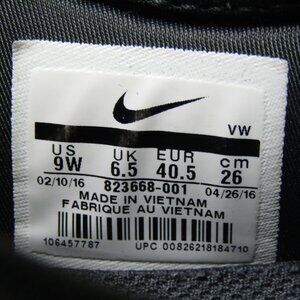 VW
US UK EUR cm
9W 6.5 40.5 26
02/10/16 823668-001 04/26/16
MADE IN VIETNAM
FABRIQUE AU VIETNAM
106457787 UPC 00826218184710